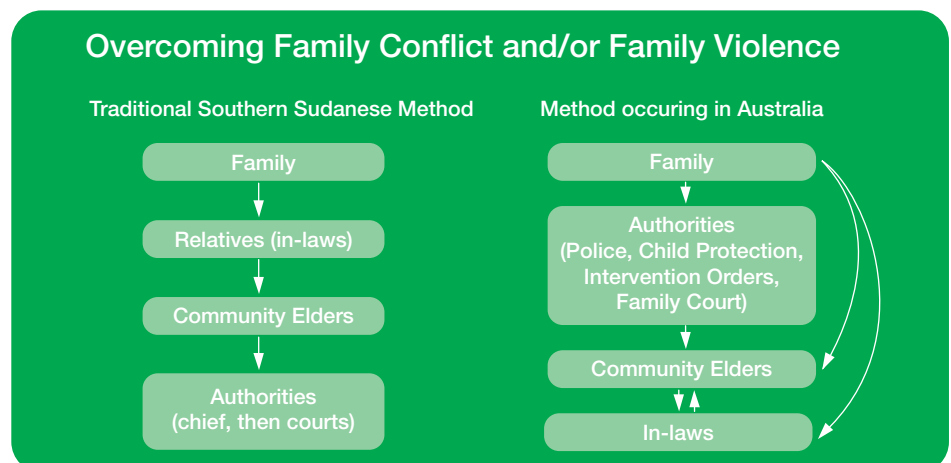 Overcoming Family Conflict and/or Family Violence
Traditional Southern Sudanese Method
Family
Relatives (in-laws)
Community Elders
Authorities
(chief, then courts)
Method occuring in Australia
Family
Authorities
(Police, Child Protection,
Intervention Orders,
Family Court)
Community Elders
In-laws